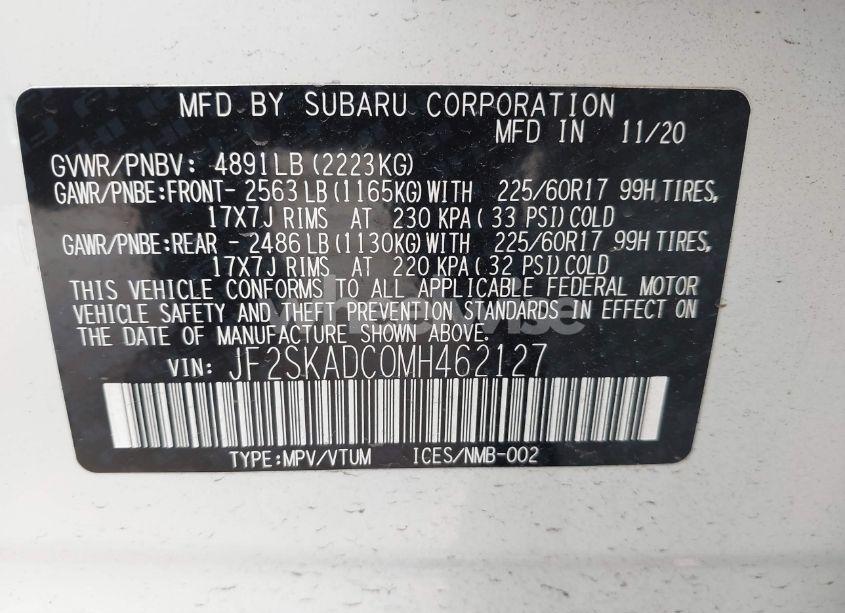 MFD BY SUBARU CORPORATION
MFD IN 11/20
GVWR/PNBV: 4891LB(2223KG)
GAWR/PNBE:FRONT- 2563LB(1165KG)WITH 225/60R17 99H TIRES,
17X7J RIMS AT 230 KPA( 33 PSI)COLD
GAWR/PNBE:REAR - 2486LB(1130KG)WITH 225/60R17 99H TIRES,
17X7J RIMS AT 220 KPA( 32 PSI)COLD
THIS VEHICLE CONFORMS TO ALL APPLICABLE FEDERAL MOTOR
VEHICLE SAFETY AND THEFT PREVENTION STANDARDS IN EFFECT ON
THE DATE OF MANUFACTURE SHOWN ABOVE.
VIN: JF2SKADC0MH462127
TYPE:MPV/VTUM ICES/NMB-002